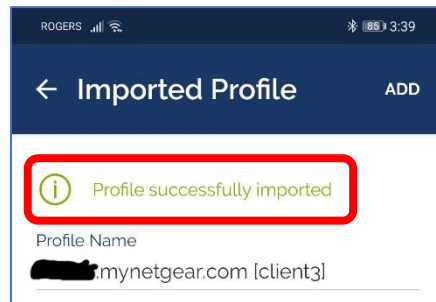 ROGERS 85 3:39
Imported Profile ADD
Profile successfully imported
Profile Name
.mynetgear.com [client3]